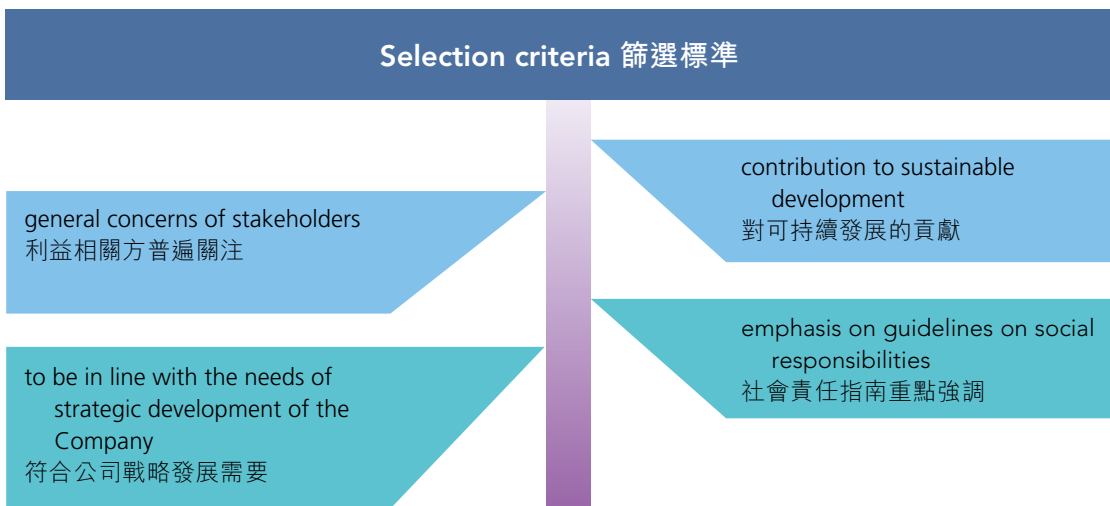 Selection criteria 篩選標準
general concerns of stakeholders
利益相關方普遍關注
to be in line with the needs of
strategic development of the
Company
符合公司戰略發展需要
contribution to sustainable
development
對可持續發展的貢獻
emphasis on guidelines on social
responsibilities
社會責任指南重點強調